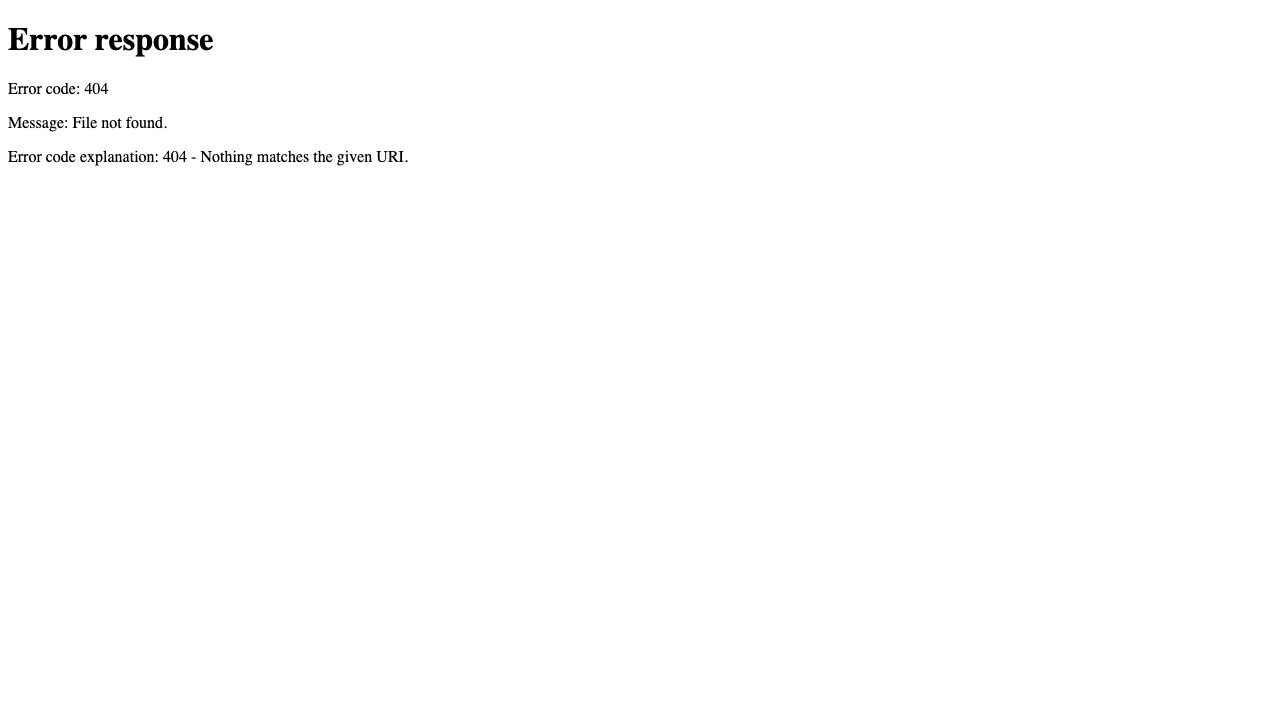 Error response
Error code: 404
Message: File not found.
Error code explanation: 404 - Nothing matches the given URI.